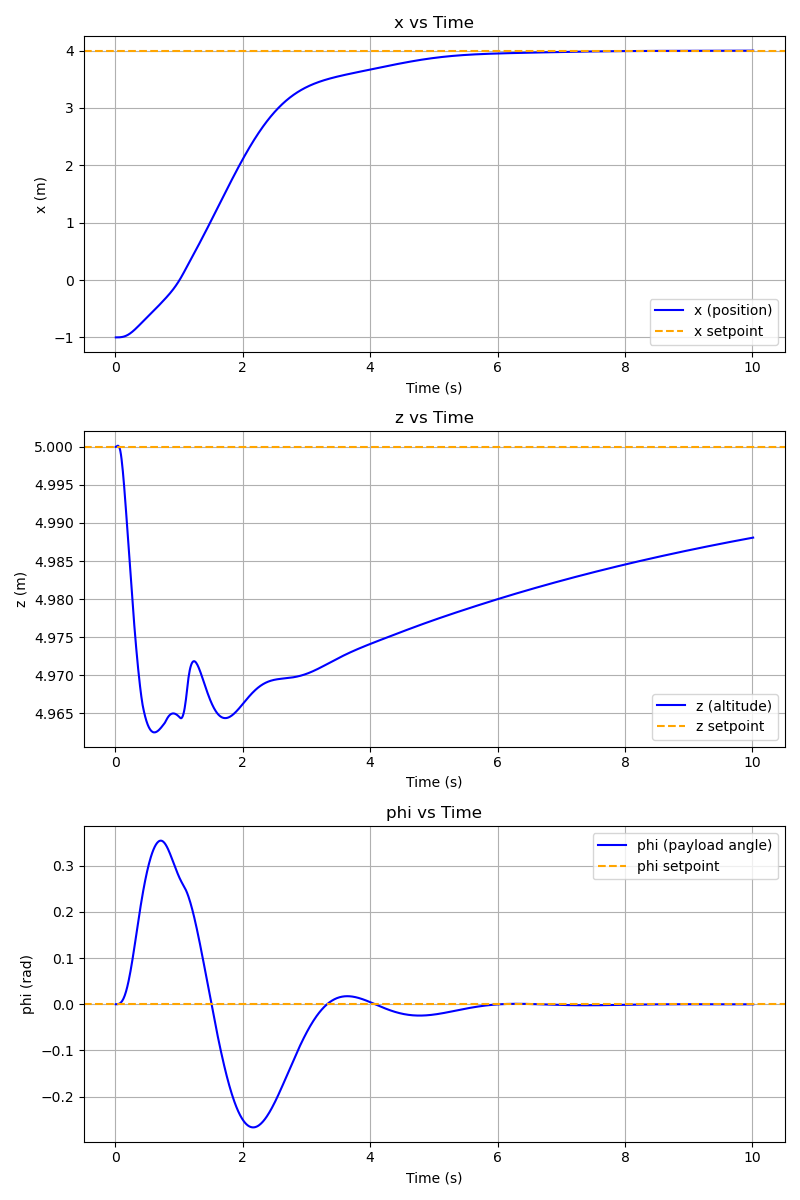 x vs Time
4
3
2
1
0
−1
x (m)
x (position)
x setpoint
0 2 4 6 8 10
Time (s)
z vs Time
5.000
4.995
4.990
4.985
4.980
4.975
4.970
4.965
z (m)
z (altitude)
z setpoint
0 2 4 6 8 10
Time (s)
phi vs Time
0.3
0.2
0.1
0.0
−0.1
−0.2
phi (rad)
phi (payload angle)
phi setpoint
0 2 4 6 8 10
Time (s)